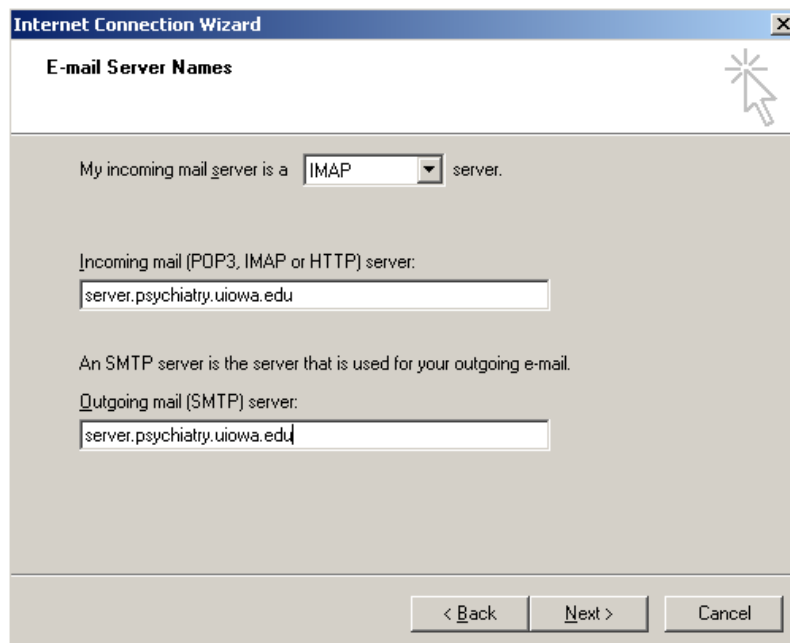 Internet Connection Wizard
E-mail Server Names
My incoming mail server is a IMAP server.
Incoming mail (POP3, IMAP or HTTP) server:
server.psychiatry.uiowa.edu
An SMTP server is the server that is used for your outgoing e-mail.
Outgoing mail (SMTP) server:
server.psychiatry.uiowa.edu
< Back Next > Cancel